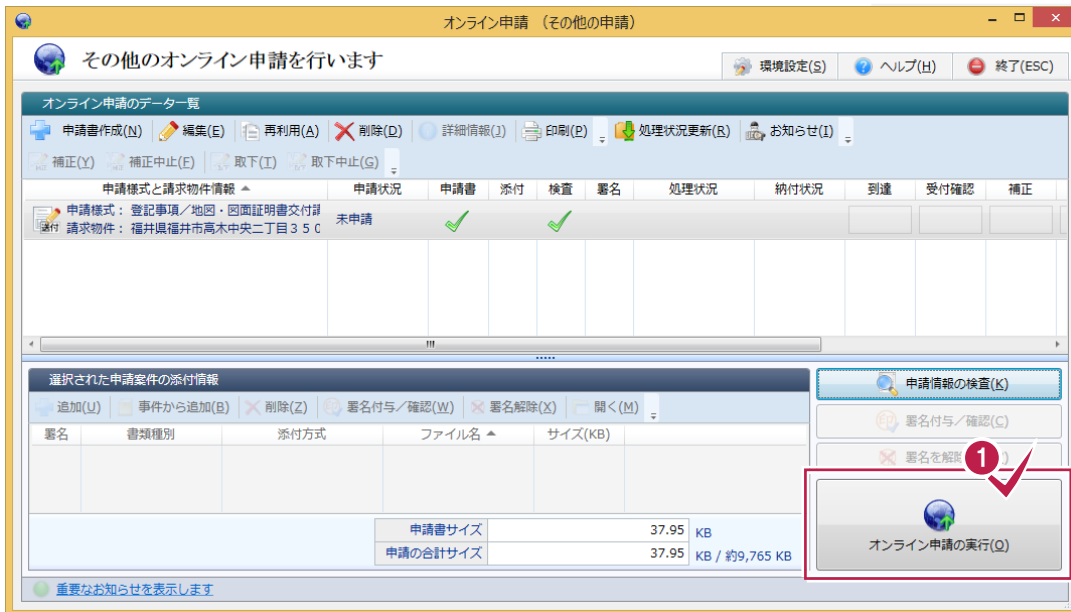 オンライン申請 （その他の申請）
その他のオンライン申請を行います
環境設定(S) ヘルプ(H) 終了(ESC)
オンライン申請のデータ一覧
申請書作成(N) 編集(E) 再利用(A) 削除(D) 詳細情報(J) 印刷(P) 処理状況更新(R) お知らせ(I)
補正(Y) 補正中止(F) 取下(T) 取下中止(G)
申請様式と請求物件情報 申請状況 申請書 添付 検査 署名 処理状況 納付状況 到達 受付確認 補正
申請様式： 登記事項／地図・図面証明書交付請
送付 請求物件： 福井県福井市高木中央二丁目３５０
未申請
選択された申請案件の添付情報
追加(U) 事件から追加(B) 削除(Z) 署名付与／確認(W) 署名解除(X) 開く(M)
署名 書類種別 添付方式 ファイル名 サイズ(KB)
申請書サイズ 37.95 KB
申請の合計サイズ 37.95 KB / 約9,765 KB
申請情報の検査(K)
署名付与／確認(C)
署名を解除
1
オンライン申請の実行(O)
重要なお知らせを表示します